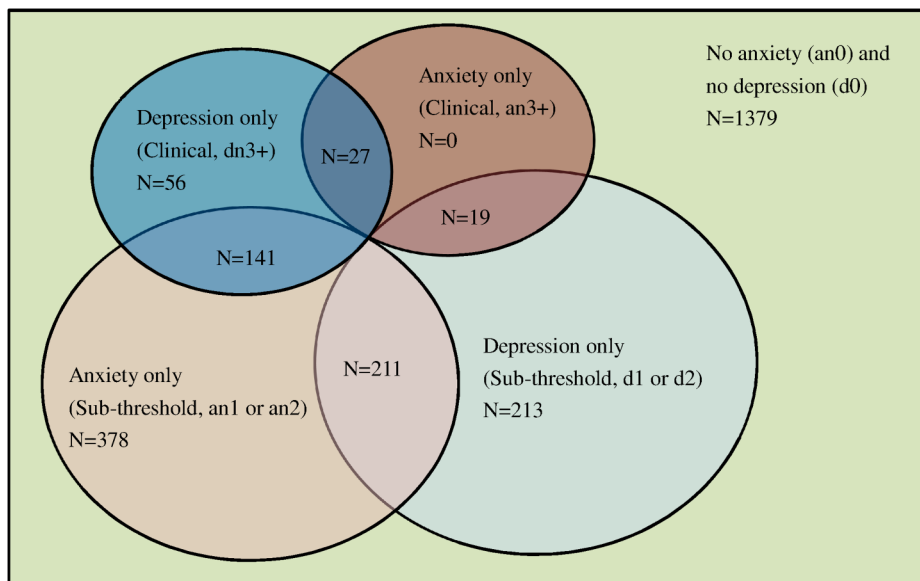 No anxiety (an0) and
no depression (d0)
N=1379
Anxiety only
(Clinical, an3+)
N=0
Depression only
(Clinical, dn3+)
N=56
N=27
N=19
N=141
N=211
Depression only
(Sub-threshold, d1 or d2)
N=213
Anxiety only
(Sub-threshold, an1 or an2)
N=378